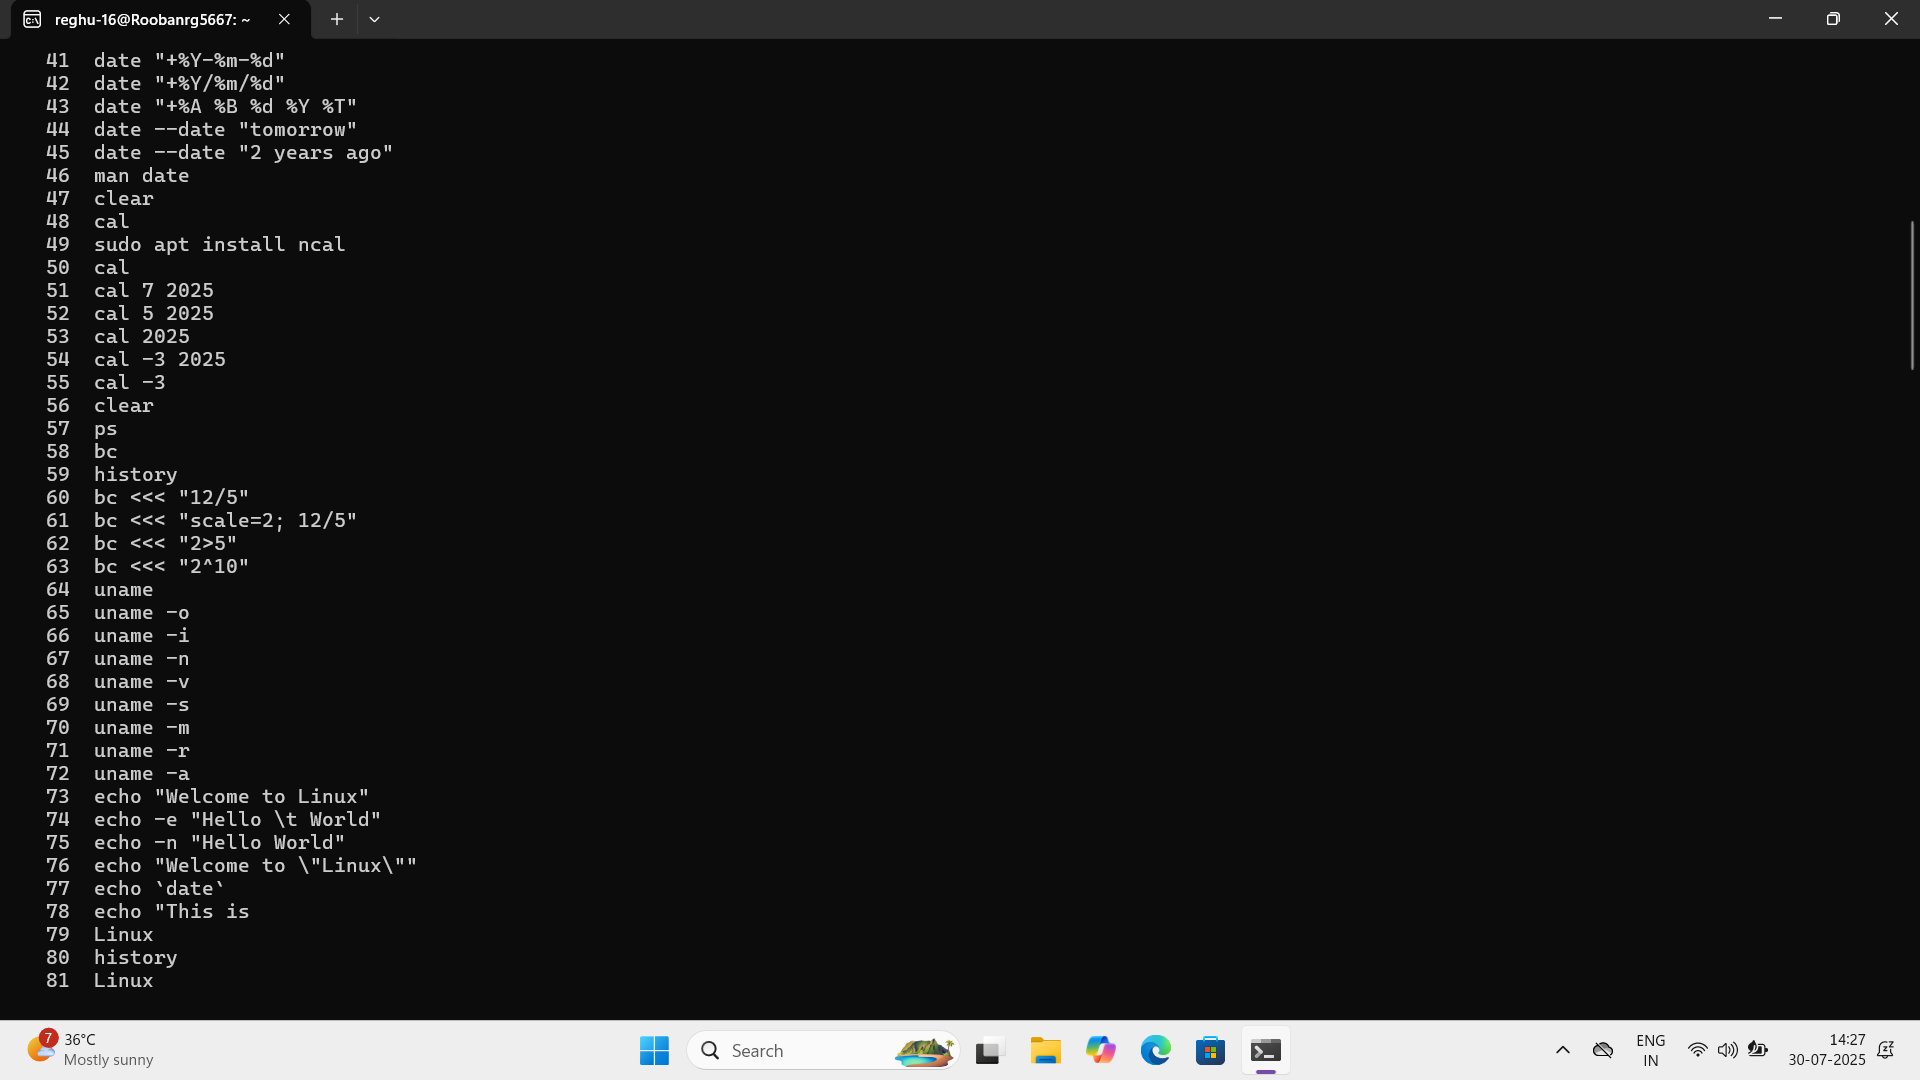 reghu-16@Roobanrg5667: ~
41 date "+%Y-%m-%d"
42 date "+%Y/%m/%d"
43 date "+%A %B %d %Y %T"
44 date --date "tomorrow"
45 date --date "2 years ago"
46 man date
47 clear
48 cal
49 sudo apt install ncal
50 cal
51 cal 7 2025
52 cal 5 2025
53 cal 2025
54 cal -3 2025
55 cal -3
56 clear
57 ps
58 bc
59 history
60 bc <<< "12/5"
61 bc <<< "scale=2; 12/5"
62 bc <<< "2>5"
63 bc <<< "2^10"
64 uname
65 uname -o
66 uname -i
67 uname -n
68 uname -v
69 uname -s
70 uname -m
71 uname -r
72 uname -a
73 echo "Welcome to Linux"
74 echo -e "Hello \t World"
75 echo -n "Hello World"
76 echo "Welcome to \"Linux\""
77 echo `date`
78 echo "This is
79 Linux
80 history
81 Linux
7
36°C
Mostly sunny
Search
ENG
IN
14:27
30-07-2025